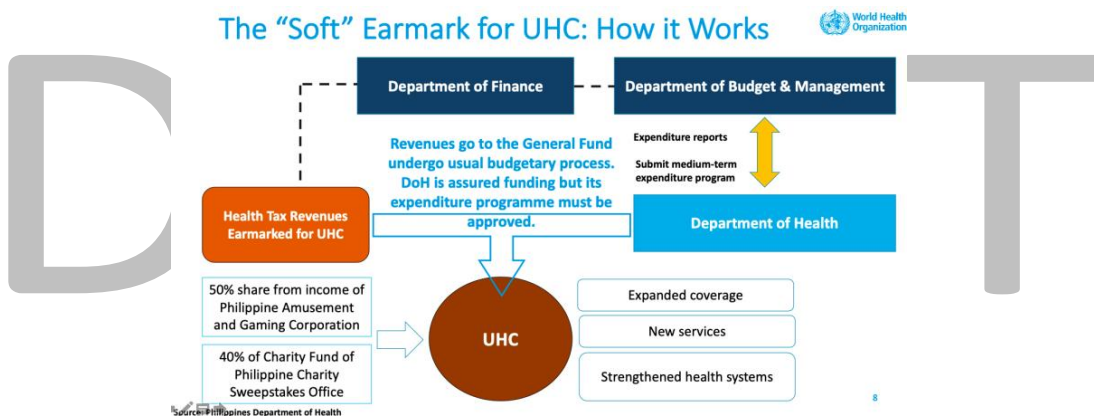 The “Soft” Earmark for UHC: How it Works
World Health
Organization
D
T
Department of Finance
Department of Budget & Management
Revenues go to the General Fund
undergo usual budgetary process.
DoH is assured funding but its
expenditure programme must be
approved.
Expenditure reports
Submit medium-term
expenditure program
Health Tax Revenues
Earmarked for UHC
Department of Health
50% share from income of
Philippine Amusement
and Gaming Corporation
40% of Charity Fund of
Philippine Charity
Sweepstakes Office
UHC
Expanded coverage
New services
Strengthened health systems
Source: Philippines Department of Health
8